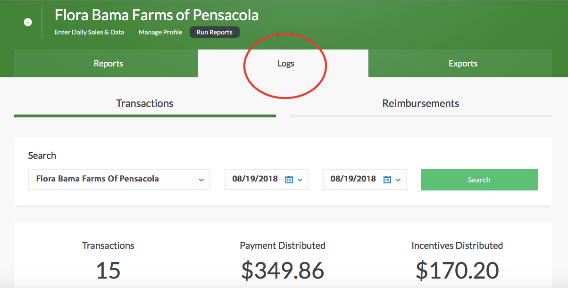 Flora Bama Farms of Pensacola
Enter Daily Sales & Data Manage Profile Run Reports
Reports Logs Exports
Transactions Reimbursements
Search
Flora Bama Farms Of Pensacola 08/19/2018 08/19/2018 Search
Transactions Payment Distributed Incentives Distributed
15 $349.86 $170.20